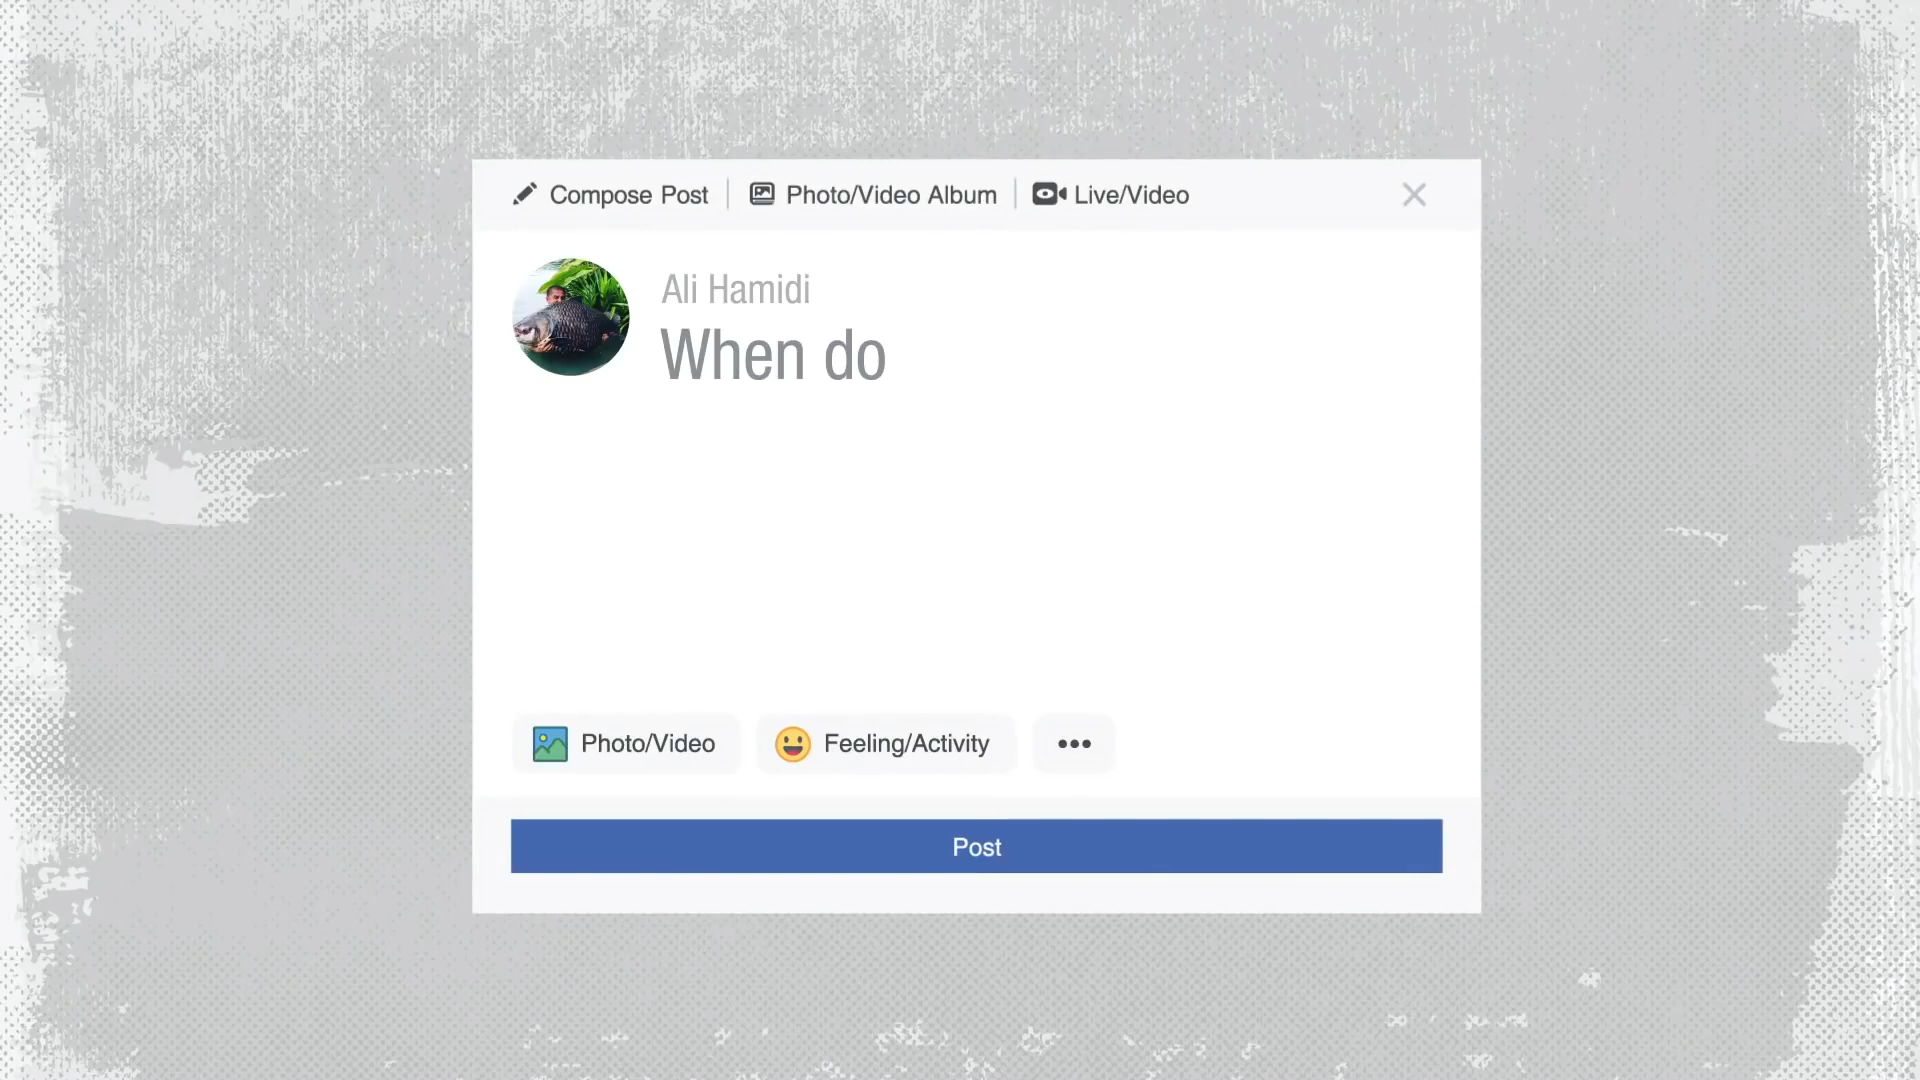 Compose Post Photo/Video Album Live/Video
Ali Hamidi
When do
Photo/Video Feeling/Activity
Post